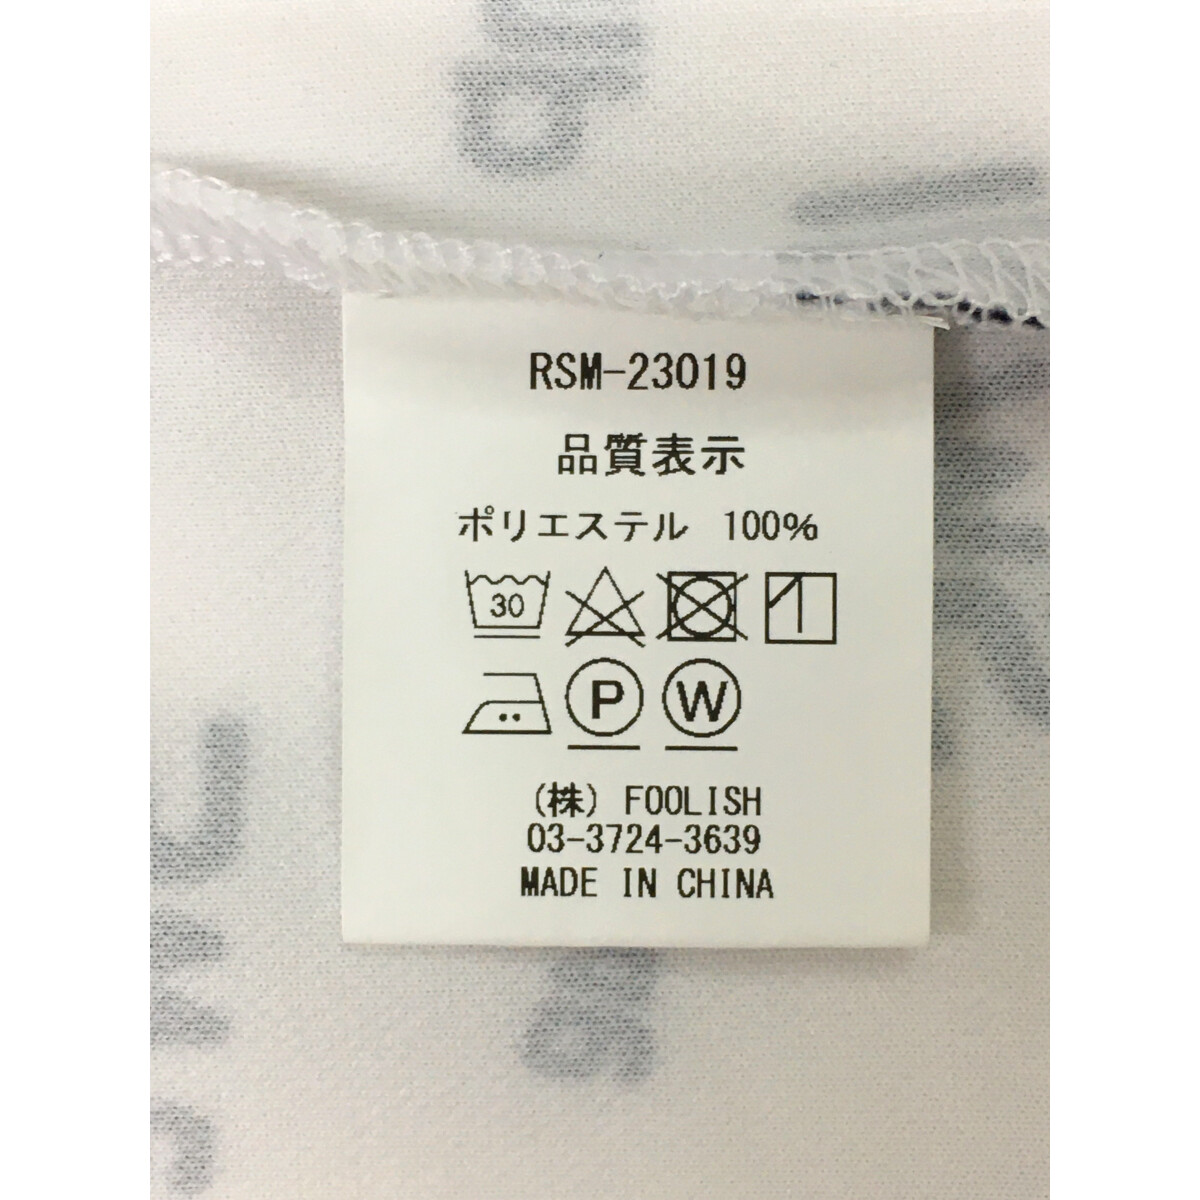 RSM-23019
品質表示
ポリエステル 100%
30
P W
(株) FOOLISH
03-3724-3639
MADE IN CHINA